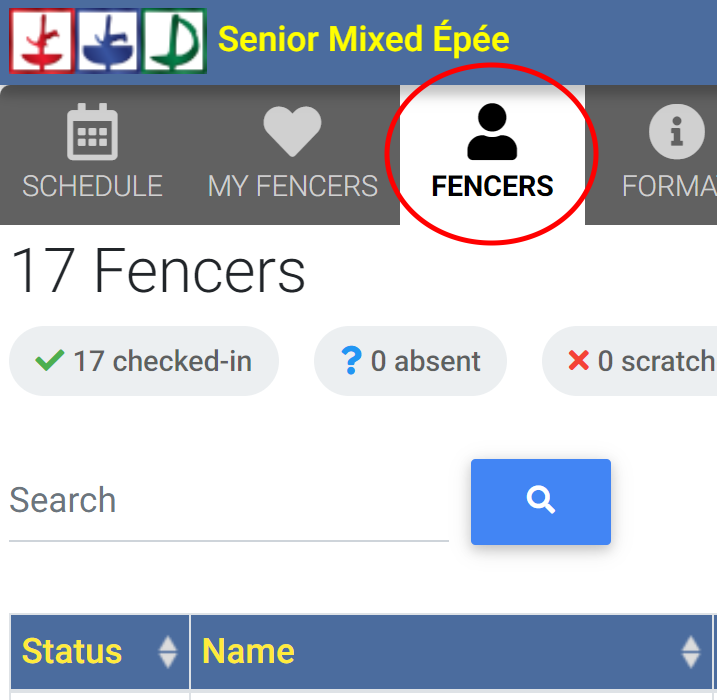 Senior Mixed Épée
SCHEDULE MY FENCERS FENCERS FORMA
17 Fencers
17 checked-in ? 0 absent 0 scratch
Search
Status Name